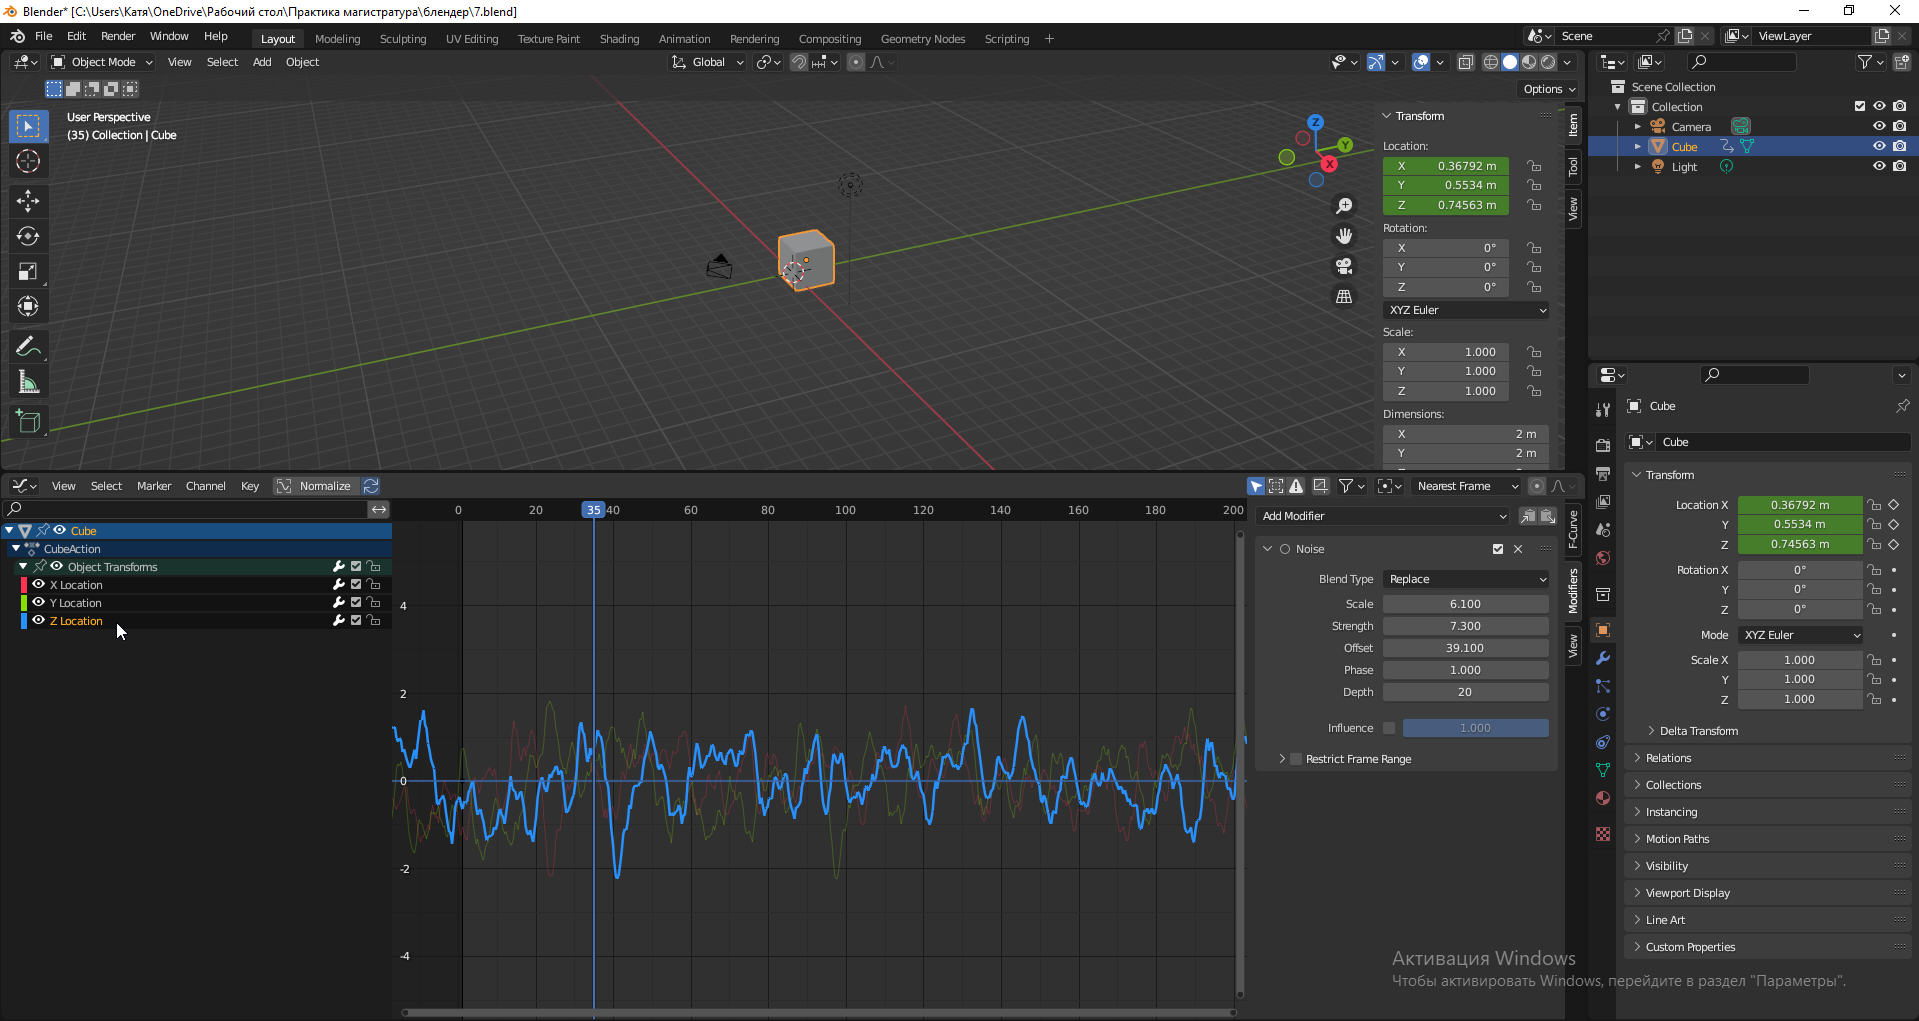 Blender* [C:\Users\Катя\OneDrive\Рабочий стол\Практика магистратура\блендер\7.blend]
File Edit Render Window Help Layout Modeling Sculpting UV Editing Texture Paint Shading Animation Rendering Compositing Geometry Nodes Scripting + Scene ViewLayer
Object Mode View Select Add Object Global
Options
User Perspective
(35) Collection | Cube
Z
Y
X
Transform
Location:
X 0.36792 m
Y 0.5534 m
Z 0.74563 m
Rotation:
X 0°
Y 0°
Z 0°
XYZ Euler
Scale:
X 1.000
Y 1.000
Z 1.000
Dimensions:
X 2 m
Y 2 m
Item
Tool
View
Scene Collection
Collection
Camera
Cube
Light
View Select Marker Channel Key Normalize Nearest Frame
0 20 35 40 60 80 100 120 140 160 180 200
Cube
CubeAction
Object Transforms
X Location
Y Location
Z Location
4
2
0
-2
-4
Add Modifier
Noise
Blend Type Replace
Scale 6.100
Strength 7.300
Offset 39.100
Phase 1.000
Depth 20
Influence 1.000
Restrict Frame Range
F-Curve
Modifiers
View
Cube
Cube
Transform
Location X 0.36792 m
Y 0.5534 m
Z 0.74563 m
Rotation X 0°
Y 0°
Z 0°
Mode XYZ Euler
Scale X 1.000
Y 1.000
Z 1.000
Delta Transform
Relations
Collections
Instancing
Motion Paths
Visibility
Viewport Display
Line Art
Custom Properties
Активация Windows
Чтобы активировать Windows, перейдите в раздел "Параметры".